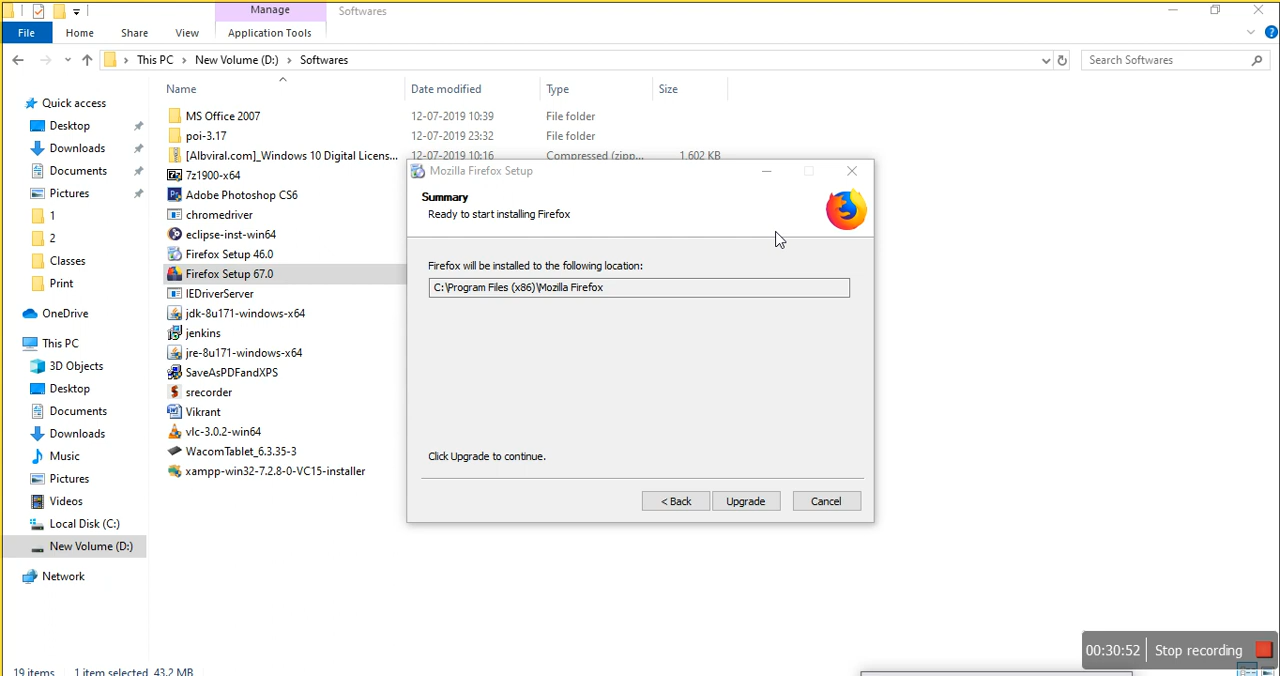 Manage
Softwares
File
Home
Share
View
Application Tools
This PC > New Volume (D:) > Softwares
Search Softwares
Name
Date modified
Type
Size
Quick access
Desktop
Downloads
Documents
Pictures
1
2
Classes
Print
OneDrive
This PC
3D Objects
Desktop
Documents
Downloads
Music
Pictures
Videos
Local Disk (C:)
New Volume (D:)
Network
MS Office 2007 12-07-2019 10:39 File folder
poi-3.17 12-07-2019 23:32 File folder
[Albviral.com]_Windows 10 Digital Licens... 12-07-2019 10:16 Compressed (zipp... 1,602 KB
7z1900-x64
Adobe Photoshop CS6
chromedriver
eclipse-inst-win64
Firefox Setup 46.0
Firefox Setup 67.0
IEDriverServer
jdk-8u171-windows-x64
jenkins
jre-8u171-windows-x64
SaveAsPDFandXPS
srecorder
Vikrant
vlc-3.0.2-win64
WacomTablet_6.3.35-3
xampp-win32-7.2.8-0-VC15-installer
Mozilla Firefox Setup
Summary
Ready to start installing Firefox
Firefox will be installed to the following location:
C:\Program Files (x86)\Mozilla Firefox
Click Upgrade to continue.
< Back
Upgrade
Cancel
00:30:52
Stop recording
19 items
1 item selected 43.2 MB